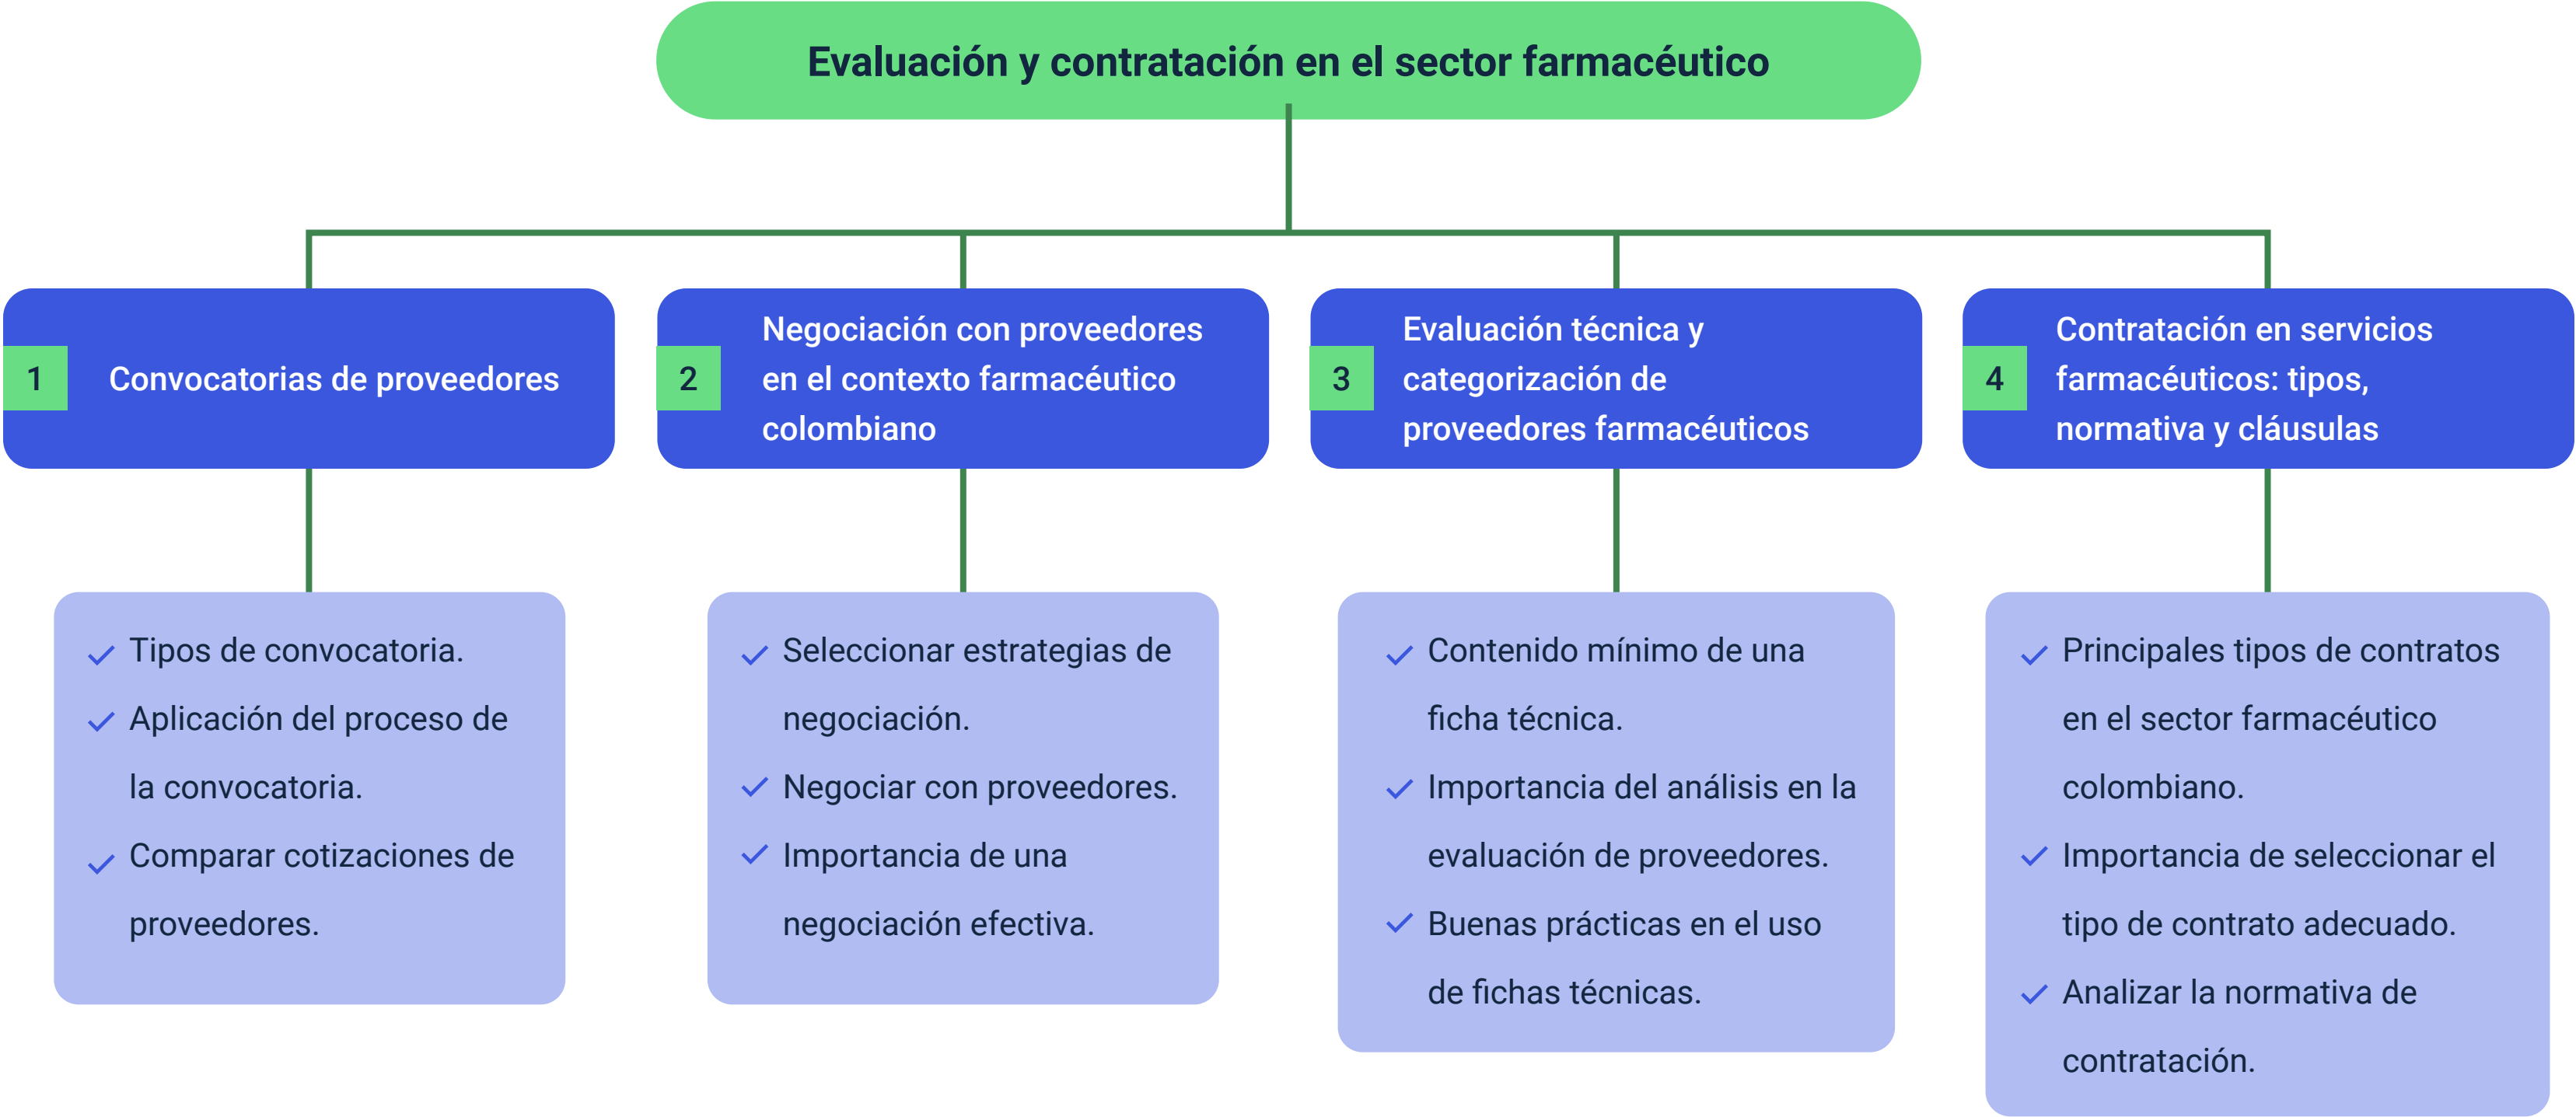 Evaluación y contratación en el sector farmacéutico
1
Convocatorias de proveedores
Tipos de convocatoria.
Aplicación del proceso de
la convocatoria.
Comparar cotizaciones de
proveedores.
2
Negociación con proveedores
en el contexto farmacéutico
colombiano
Seleccionar estrategias de
negociación.
Negociar con proveedores.
Importancia de una
negociación efectiva.
3
Evaluación técnica y
categorización de
proveedores farmacéuticos
Contenido mínimo de una
ficha técnica.
Importancia del análisis en la
evaluación de proveedores.
Buenas prácticas en el uso
de fichas técnicas.
4
Contratación en servicios
farmacéuticos: tipos,
normativa y cláusulas
Principales tipos de contratos
en el sector farmacéutico
colombiano.
Importancia de seleccionar el
tipo de contrato adecuado.
Analizar la normativa de
contratación.